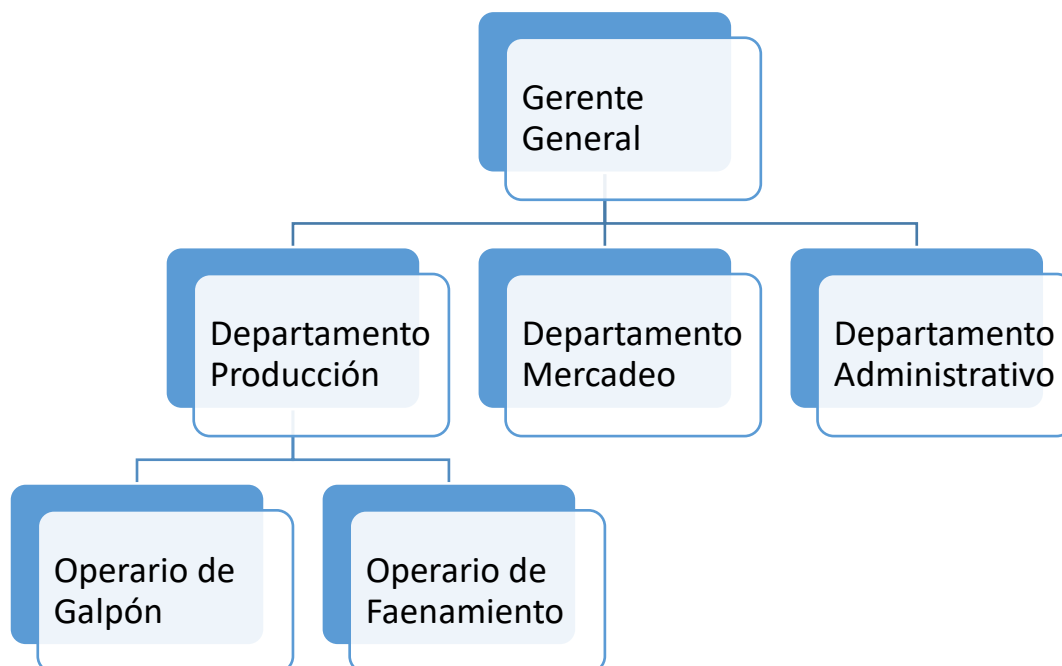 Gerente
General
Departamento
Producción
Departamento
Mercadeo
Departamento
Administrativo
Operario de
Galpón
Operario de
Faenamiento